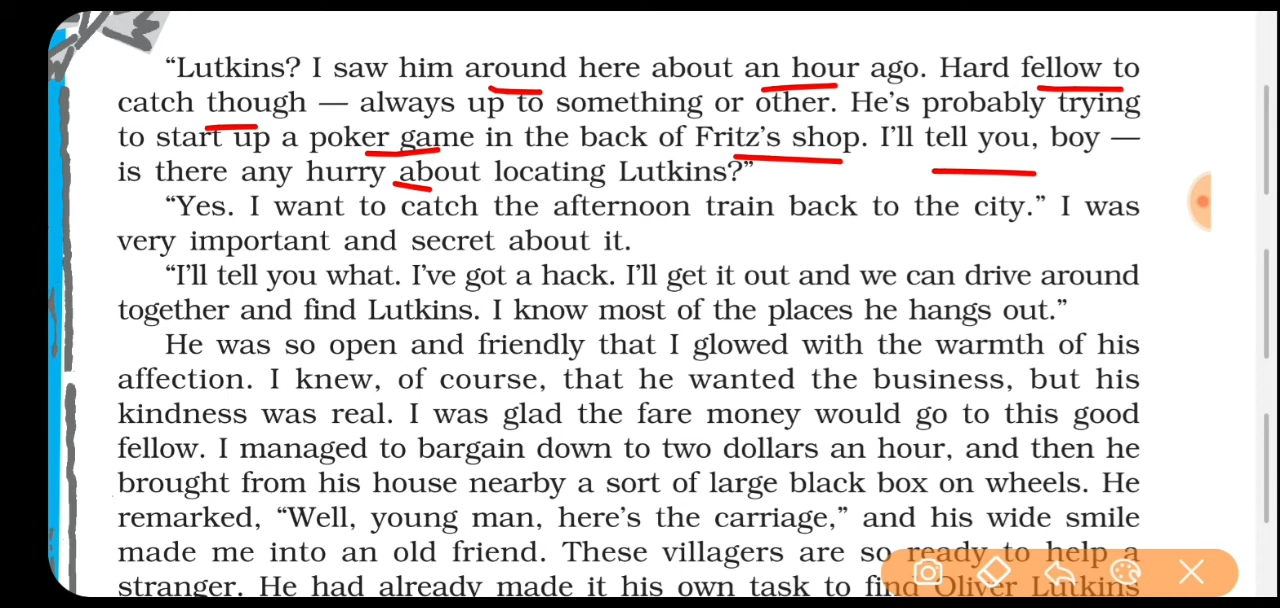 “Lutkins? I saw him around here about an hour ago. Hard fellow to
catch though — always up to something or other. He’s probably trying
to start up a poker game in the back of Fritz’s shop. I’ll tell you, boy —
is there any hurry about locating Lutkins?”
“Yes. I want to catch the afternoon train back to the city.” I was
very important and secret about it.
“I’ll tell you what. I’ve got a hack. I’ll get it out and we can drive around
together and find Lutkins. I know most of the places he hangs out.”
He was so open and friendly that I glowed with the warmth of his
affection. I knew, of course, that he wanted the business, but his
kindness was real. I was glad the fare money would go to this good
fellow. I managed to bargain down to two dollars an hour, and then he
brought from his house nearby a sort of large black box on wheels. He
remarked, “Well, young man, here’s the carriage,” and his wide smile
made me into an old friend. These villagers are so ready to help a
stranger. He had already made it his own task to find Oliver Lutkins